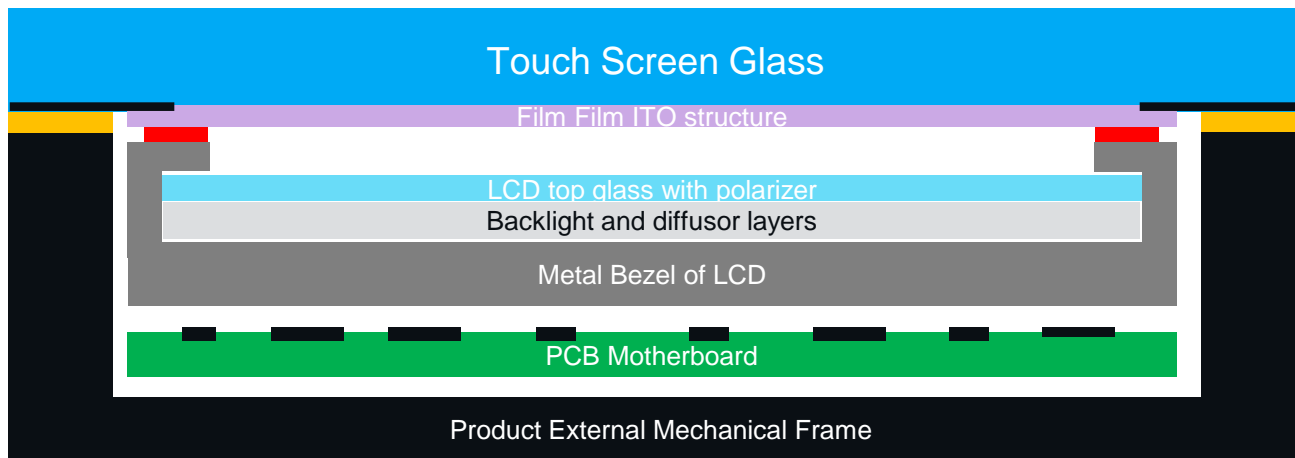 Touch Screen Glass
Film Film ITO structure
LCD top glass with polarizer
Backlight and diffusor layers
Metal Bezel of LCD
PCB Motherboard
Product External Mechanical Frame